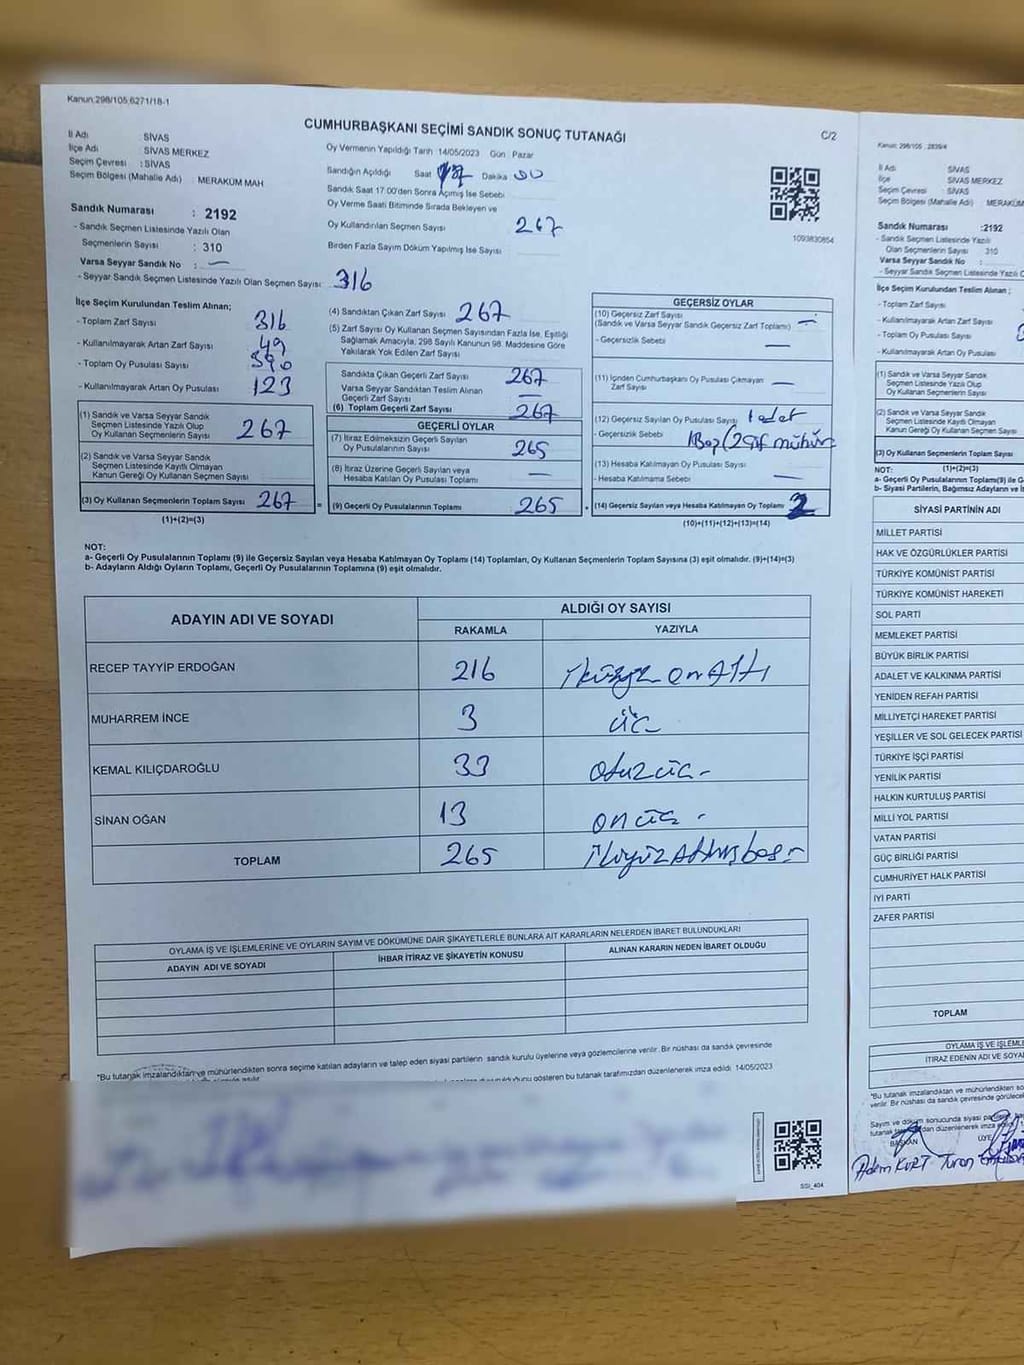 Kanun:298/105,6271/18-1
CUMHURBAŞKANI SEÇİMİ SANDIK SONUÇ TUTANAĞI
C/2
İl Adı SİVAS
İlçe Adı SİVAS MERKEZ
Seçim Çevresi : SİVAS
Seçim Bölgesi (Mahalle Adı) : MERAKÜM MAH
Sandık Numarası : 2192
- Sandık Seçmen Listesinde Yazılı Olan
Seçmenlerin Sayısı : 310
Varsa Seyyar Sandık No : —
- Seyyar Sandık Seçmen Listesinde Yazılı Olan Seçmen Sayısı 316
Oy Vermenin Yapıldığı Tarih 14/05/2023 Gün Pazar
Sandığın Açıldığı Saat 17 Dakika 00
Sandık Saat 17.00'den Sonra Açılmış İse Sebebi
Oy Verme Saati Bitiminde Sırada Bekleyen ve
Oy Kullandırılan Seçmen Sayısı 267
Birden Fazla Sayım Döküm Yapılmış İse Sayısı
1093830854
İlçe Seçim Kurulundan Teslim Alınan;
- Toplam Zarf Sayısı 316
- Kullanılmayarak Artan Zarf Sayısı 49
- Toplam Oy Pusulası Sayısı 390
- Kullanılmayarak Artan Oy Pusulası 123
(1) Sandık ve Varsa Seyyar Sandık
Seçmen Listesinde Yazılı Olup
Oy Kullanan Seçmenlerin Sayısı 267
(2) Sandık ve Varsa Seyyar Sandık
Seçmen Listesinde Kayıtlı Olmayan
Kanun Gereği Oy Kullanan Seçmen Sayısı
(3) Oy Kullanan Seçmenlerin Toplam Sayısı 267
(1)+(2)=(3)
(4) Sandıktan Çıkan Zarf Sayısı 267
(5) Zarf Sayısı Oy Kullanan Seçmen Sayısından Fazla İse, Eşitliği
Sağlamak Amacıyla, 298 Sayılı Kanunun 98. Maddesine Göre
Yakılarak Yok Edilen Zarf Sayısı
Sandıkta Çıkan Geçerli Zarf Sayısı 267
Varsa Seyyar Sandıktan Teslim Alınan
Geçerli Zarf Sayısı —
(6) Toplam Geçerli Zarf Sayısı 267
GEÇERLİ OYLAR
(7) İtiraz Edilmeksizin Geçerli Sayılan
Oy Pusulalarının Sayısı 265
(8) İtiraz Üzerine Geçerli Sayılan veya
Hesaba Katılan Oy Pusulası Toplamı —
= (9) Geçerli Oy Pusulalarının Toplamı 265
GEÇERSİZ OYLAR
(10) Geçersiz Zarf Sayısı
(Sandık ve Varsa Seyyar Sandık Geçersiz Zarf Toplamı) —
- Geçersizlik Sebebi —
(11) İçinden Cumhurbaşkanı Oy Pusulası Çıkmayan
Zarf Sayısı —
(12) Geçersiz Sayılan Oy Pusulası Sayısı 1 adet
- Geçersizlik Sebebi 1 Boş (2 Çift mühür
(13) Hesaba Katılmayan Oy Pusulası Sayısı
- Hesaba Katılmama Sebebi —
+ (14) Geçersiz Sayılan veya Hesaba Katılmayan Oy Toplamı 2
(10)+(11)+(12)+(13)=(14)
NOT:
a- Geçerli Oy Pusulalarının Toplamı (9) ile Geçersiz Sayılan veya Hesaba Katılmayan Oy Toplamı (14) Toplamları, Oy Kullanan Seçmenlerin Toplam Sayısına (3) eşit olmalıdır. (9)+(14)=(3)
b- Adayların Aldığı Oyların Toplamı, Geçerli Oy Pusulalarının Toplamına (9) eşit olmalıdır.
ADAYIN ADI VE SOYADI ALDIĞI OY SAYISI
RAKAMLA YAZIYLA
RECEP TAYYİP ERDOĞAN 216 ikiyüz on Altı
MUHARREM İNCE 3 üç
KEMAL KILIÇDAROĞLU 33 otuz üç
SİNAN OĞAN 13 on üç
TOPLAM 265 ikiyüz Altmış beş
OYLAMA İŞ VE İŞLEMLERİNE VE OYLARIN SAYIM VE DÖKÜMÜNE DAİR ŞİKAYETLERLE BUNLARA AİT KARARLARIN NELERDEN İBARET BULUNDUKLARI
ADAYIN ADI VE SOYADI İHBAR İTİRAZ VE ŞİKAYETİN KONUSU ALINAN KARARIN NEDEN İBARET OLDUĞU
*Bu tutanak imzalandıktan ve mühürlendikten sonra seçime katılan adayların ve talep eden siyasi partilerin sandık kurulu üyelerine veya gözlemcilerine verilir. Bir nüshası da sandık çevresinde
gösteren bu tutanak tarafımızdan düzenlenerek imza edildi. 14/05/2023
SSI_404
Kanun: 298/105 , 2839/4
İl Adı SİVAS
İlçe SİVAS MERKEZ
Seçim Çevresi : SİVAS
Seçim Bölgesi (Mahalle Adı) MERAKÜM
Sandık Numarası :2192
- Sandık Seçmen Listesinde Yazılı
Olan Seçmenlerin Sayısı 310
Varsa Seyyar Sandık No :
- Seyyar Sandık Seçmen Listesinde Yazılı
İlçe Seçim Kurulundan Teslim Alınan ;
- Toplam Zarf Sayısı
- Kullanılmayarak Artan Zarf Sayısı
- Toplam Oy Pusulası Sayısı
- Kullanılmayarak Artan Oy Pusulası
(1) Sandık ve Varsa Seyyar Sandık
Seçmen Listesinde Yazılı Olup
Oy Kullanan Seçmenlerin Sayısı
(2) Sandık ve Varsa Seyyar Sandık
Seçmen Listesinde Kayıtlı Olmayan
Kanun Gereği Oy Kullanan Seçmen Sayısı
(3) Oy Kullanan Seçmenlerin Toplam Sayısı
(1)+(2)=(3)
NOT:
a- Geçerli Oy Pusulalarının Toplamı(9) ile
b- Siyasi Partilerin, Bağımsız Adayların ve
SİYASİ PARTİNİN ADI
MİLLET PARTİSİ
HAK VE ÖZGÜRLÜKLER PARTİSİ
TÜRKİYE KOMÜNİST PARTİSİ
TÜRKİYE KOMÜNİST HAREKETİ
SOL PARTİ
MEMLEKET PARTİSİ
BÜYÜK BİRLİK PARTİSİ
ADALET VE KALKINMA PARTİSİ
YENİDEN REFAH PARTİSİ
MİLLİYETÇİ HAREKET PARTİSİ
YEŞİLLER VE SOL GELECEK PARTİSİ
TÜRKİYE İŞÇİ PARTİSİ
YENİLİK PARTİSİ
HALKIN KURTULUŞ PARTİSİ
MİLLİ YOL PARTİSİ
VATAN PARTİSİ
GÜÇ BİRLİĞİ PARTİSİ
CUMHURİYET HALK PARTİSİ
İYİ PARTİ
ZAFER PARTİSİ
TOPLAM
OYLAMA İŞ VE İŞLEMLE
İTİRAZ EDENİN ADI VE SOYA
*Bu tutanak imzalandıktan ve mühürlendikten so
verilir. Bir nüshası da sandık çevresinde görülecek
Sayım ve döküm sonucunda siyasi
tutanak tarafımızdan düzenlenerek imza edildi
BAŞKAN ÜYE
Adem KURT Turan